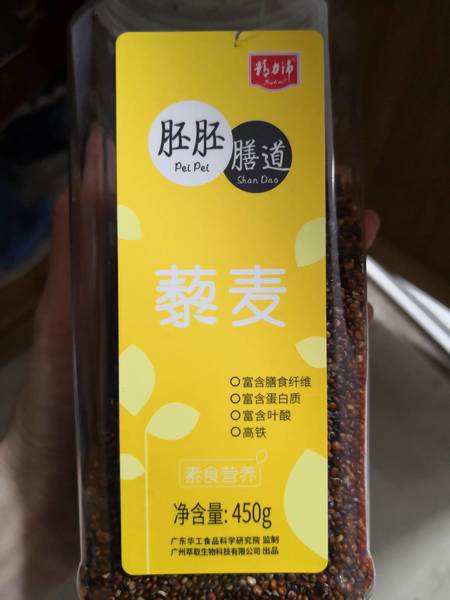 精力沛
胚胚
Pei Pei
膳道
Shan Dao
藜麦
富含膳食纤维
富含蛋白质
富含叶酸
高铁
素食营养
净含量: 450g
广东华工食品科学研究院 监制
广州萃取生物科技有限公司 出品